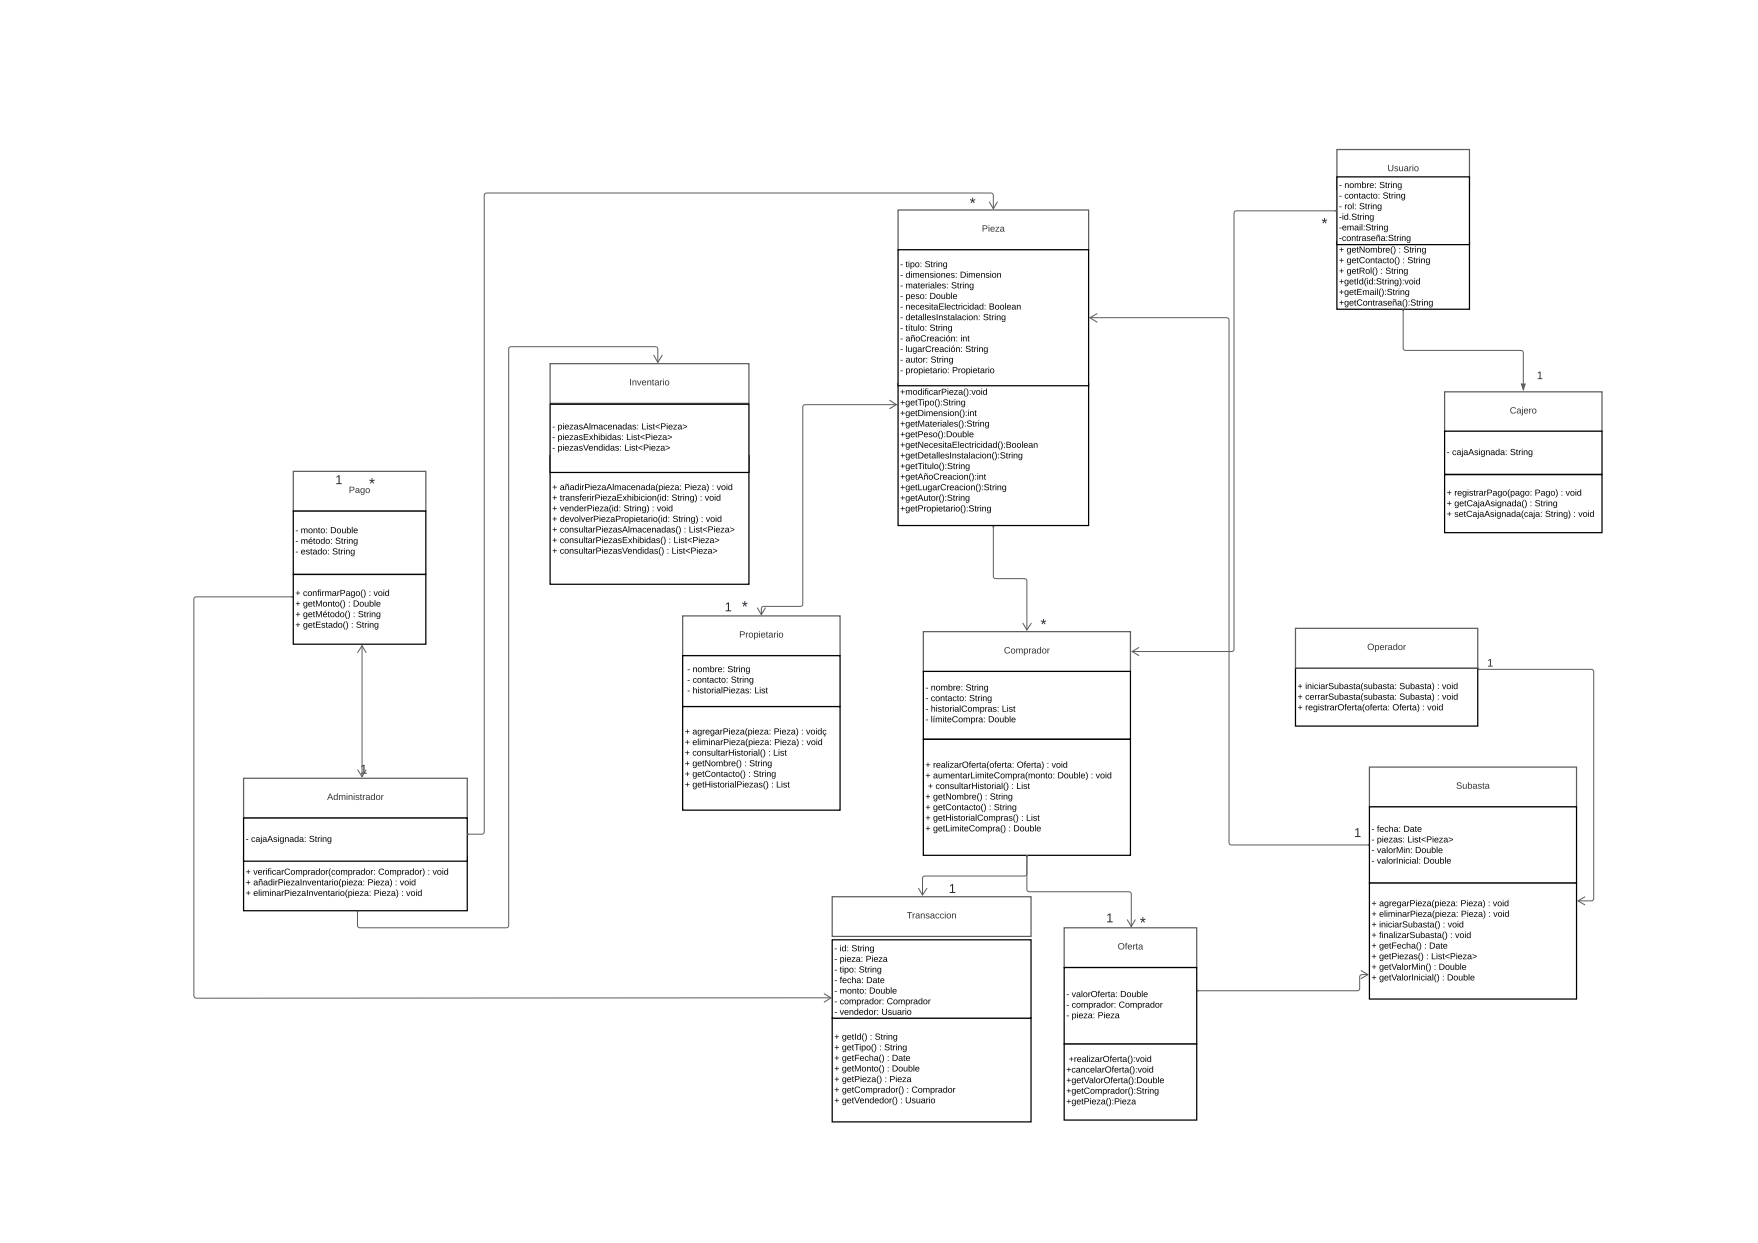 Usuario
- nombre: String
- contacto: String
- rol: String
-id.String
-email:String
-contraseña:String
+ getNombre() : String
+ getContacto() : String
+ getRol() : String
+getId(id:String):void
+getEmail():String
+getContraseña():String
*
*
Pieza
- tipo: String
- dimensiones: Dimension
- materiales: String
- peso: Double
- necesitaElectricidad: Boolean
- detallesInstalacion: String
- título: String
- añoCreación: int
- lugarCreación: String
- autor: String
- propietario: Propietario
+modificarPieza():void
+getTipo():String
+getDimension():int
+getMateriales():String
+getPeso():Double
+getNecesitaElectricidad():Boolean
+getDetallesInstalacion():String
+getTitulo():String
+getAñoCreacion():int
+getLugarCreacion():String
+getAutor():String
+getPropietario():String
Inventario
- piezasAlmacenadas: List<Pieza>
- piezasExhibidas: List<Pieza>
- piezasVendidas: List<Pieza>
+ añadirPiezaAlmacenada(pieza: Pieza) : void
+ transferirPiezaExhibicion(id: String) : void
+ venderPieza(id: String) : void
+ devolverPiezaPropietario(id: String) : void
+ consultarPiezasAlmacenadas() : List<Pieza>
+ consultarPiezasExhibidas() : List<Pieza>
+ consultarPiezasVendidas() : List<Pieza>
1
Cajero
- cajaAsignada: String
+ registrarPago(pago: Pago) : void
+ getCajaAsignada() : String
+ setCajaAsignada(caja: String) : void
1 *
Pago
- monto: Double
- método: String
- estado: String
+ confirmarPago() : void
+ getMonto() : Double
+ getMétodo() : String
+ getEstado() : String
1 *
Propietario
- nombre: String
- contacto: String
- historialPiezas: List
+ agregarPieza(pieza: Pieza) : voidç
+ eliminarPieza(pieza: Pieza) : void
+ consultarHistorial() : List
+ getNombre() : String
+ getContacto() : String
+ getHistorialPiezas() : List
*
Comprador
- nombre: String
- contacto: String
- historialCompras: List
- límiteCompra: Double
+ realizarOferta(oferta: Oferta) : void
+ aumentarLimiteCompra(monto: Double) : void
+ consultarHistorial() : List
+ getNombre() : String
+ getContacto() : String
+ getHistorialCompras() : List
+ getLimiteCompra() : Double
Operador
1
+ iniciarSubasta(subasta: Subasta) : void
+ cerrarSubasta(subasta: Subasta) : void
+ registrarOferta(oferta: Oferta) : void
1
Administrador
- cajaAsignada: String
+ verificarComprador(comprador: Comprador) : void
+ añadirPiezaInventario(pieza: Pieza) : void
+ eliminarPiezaInventario(pieza: Pieza) : void
Subasta
1
- fecha: Date
- piezas: List<Pieza>
- valorMin: Double
- valorInicial: Double
+ agregarPieza(pieza: Pieza) : void
+ eliminarPieza(pieza: Pieza) : void
+ iniciarSubasta() : void
+ finalizarSubasta() : void
+ getFecha() : Date
+ getPiezas() : List<Pieza>
+ getValorMin() : Double
+ getValorInicial() : Double
1
Transaccion
- id: String
- pieza: Pieza
- tipo: String
- fecha: Date
- monto: Double
- comprador: Comprador
- vendedor: Usuario
+ getId() : String
+ getTipo() : String
+ getFecha() : Date
+ getMonto() : Double
+ getPieza() : Pieza
+ getComprador() : Comprador
+ getVendedor() : Usuario
1 *
Oferta
- valorOferta: Double
- comprador: Comprador
- pieza: Pieza
+realizarOferta():void
+cancelarOferta():void
+getValorOferta():Double
+getComprador():String
+getPieza():Pieza